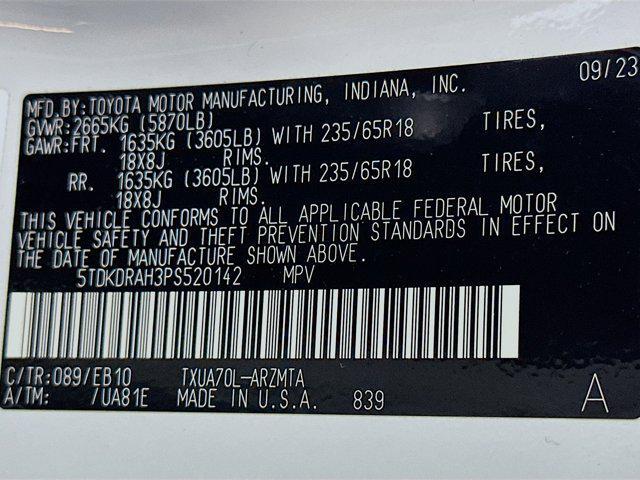 09/23
MFD.BY:TOYOTA MOTOR MANUFACTURING, INDIANA, INC.
GVWR:2665KG (5870LB)
GAWR:FRT. 1635KG (3605LB) WITH 235/65R18 TIRES,
18X8J RIMS.
RR. 1635KG (3605LB) WITH 235/65R18 TIRES,
18X8J RIMS.
THIS VEHICLE CONFORMS TO ALL APPLICABLE FEDERAL MOTOR
VEHICLE SAFETY AND THEFT PREVENTION STANDARDS IN EFFECT ON
THE DATE OF MANUFACTURE SHOWN ABOVE.
5TDKDRAH3PS520142 MPV
C/TR:089/EB10 TXUA70L-ARZMTA
A/TM: /UA81E MADE IN U.S.A. 839 A